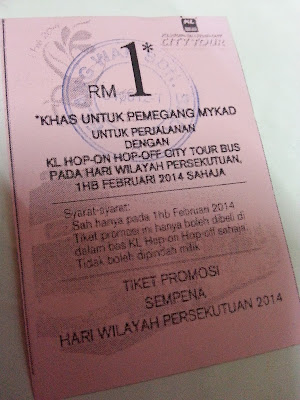 KL
CITY TOUR
RM 1*
*KHAS UNTUK PEMEGANG MYKAD
UNTUK PERJALANAN
DENGAN
KL HOP-ON HOP-OFF CITY TOUR BUS
PADA HARI WILAYAH PERSEKUTUAN,
1HB FEBRUARI 2014 SAHAJA
Syarat-syarat:
Sah hanya pada 1hb Februari 2014
Tiket promosi ini hanya boleh dibeli di
dalam bas KL Hop-on Hop-off sahaja.
Tidak boleh dipindah milik
TIKET PROMOSI
SEMPENA
HARI WILAYAH PERSEKUTUAN 2014